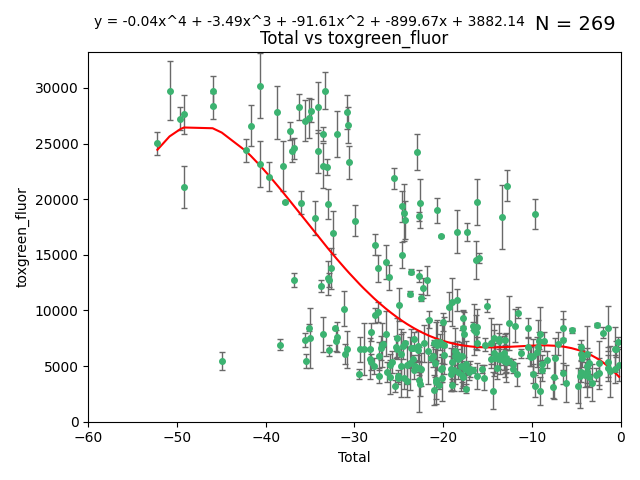 y = -0.04x^4 + -3.49x^3 + -91.61x^2 + -899.67x + 3882.14 N = 269
Total vs toxgreen_fluor
30000
25000
20000
15000
10000
5000
0
toxgreen_fluor
−60 −50 −40 −30 −20 −10 0
Total